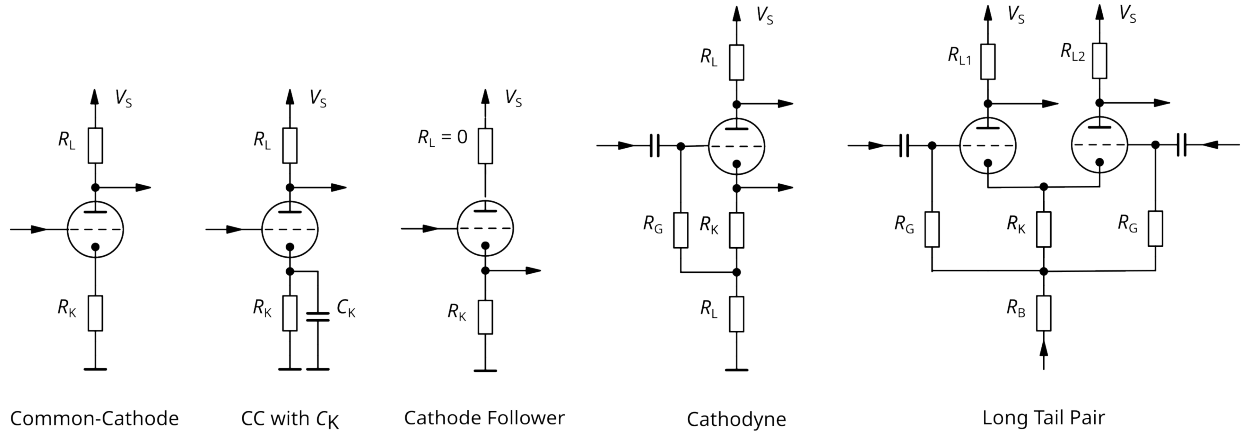 V_S
V_S
V_S
R_L
R_L1
R_L2
V_S
V_S
V_S
R_L
R_L
R_L = 0
R_G
R_K
R_G
R_K
R_G
R_K
R_K
C_K
R_K
R_L
R_B
Common-Cathode
CC with C_K
Cathode Follower
Cathodyne
Long Tail Pair